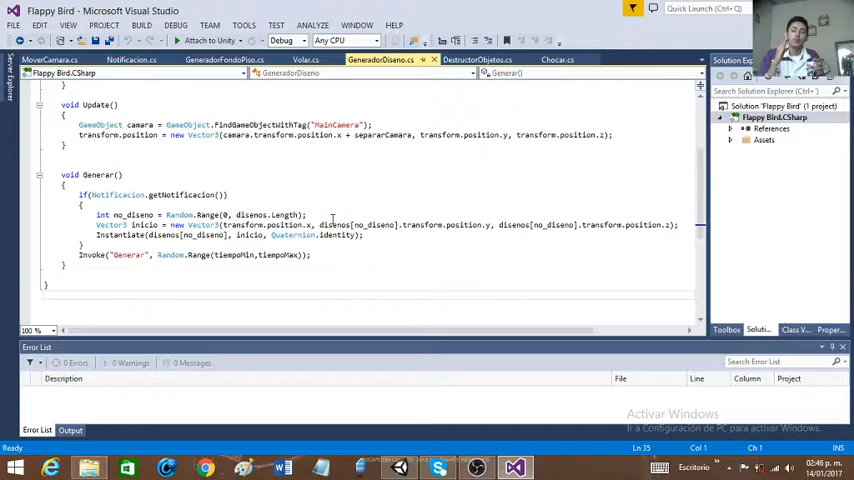 Flappy Bird - Microsoft Visual Studio
Quick Launch (
FILE EDIT VIEW PROJECT BUILD DEBUG TEAM TOOLS TEST ANALYZE WINDOW HELP
Attach to Unity Debug Any CPU
MoverCamara.cs Notificacion.cs GeneradorFondoPiso.cs Volar.cs GeneradorDiseno.cs DestructorObjetos.cs Chocar.cs
Solution Explo
Flappy Bird.CSharp GeneradorDiseno Generar()
Server Explorer
Search Solution Explorer (
Solution 'Flappy Bird' (1 project)
Flappy Bird.CSharp
References
Assets
}
void Update()
{
GameObject camara = GameObject.FindGameObjectWithTag("MainCamera");
transform.position = new Vector3(camara.transform.position.x + separarCamara, transform.position.y, transform.position.z);
}
void Generar()
{
if(Notificacion.getNotificacion())
{
int no_diseno = Random.Range(0, disenos.Length);
Vector3 inicio = new Vector3(transform.position.x, disenos[no_diseno].transform.position.y, disenos[no_diseno].transform.position.z);
Instantiate(disenos[no_diseno], inicio, Quaternion.identity);
}
Invoke("Generar", Random.Range(tiempoMin,tiempoMax));
}
}
100 %
Toolbox Soluti... Class V... Proper...
Error List
0 Errors 0 Warnings 0 Messages
Search Error List
Description File Line Column Project
Activar Windows
Ir a Configuración de PC para activar Windows.
Error List Output
Ready Ln 35 Col 1 Ch 1 INS
Escritorio
02:46 p. m.
14/01/2017